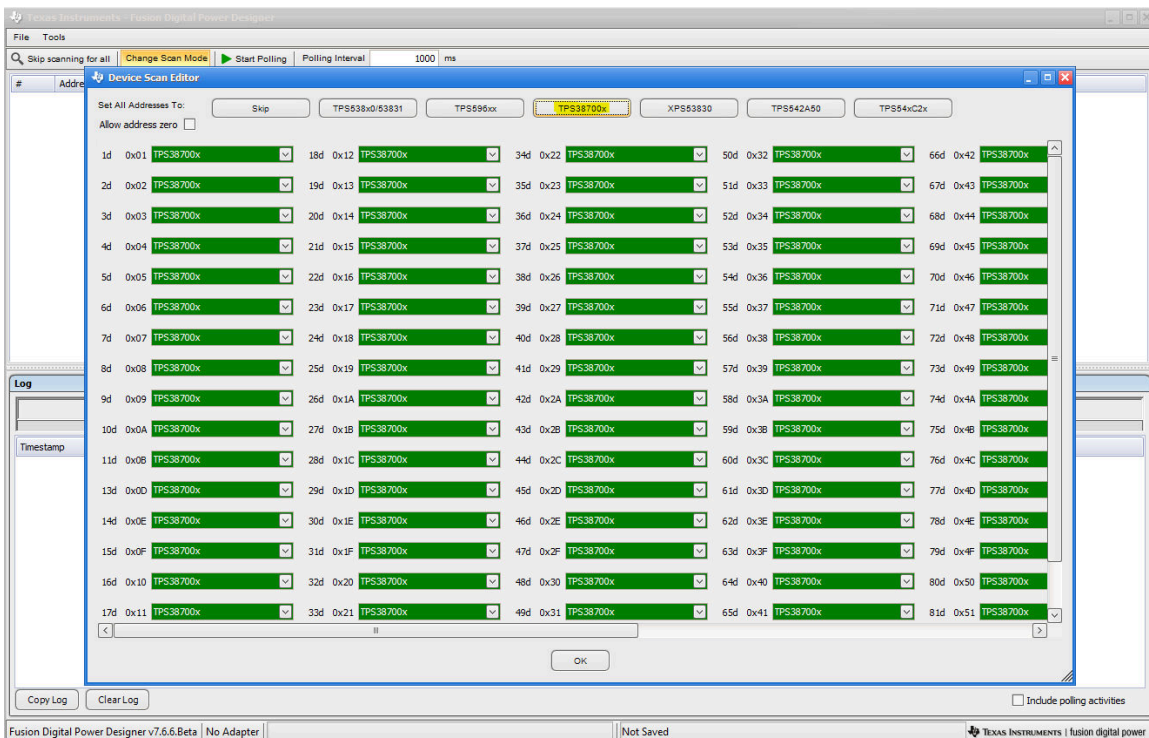 Texas Instruments - Fusion Digital Power Designer
File Tools
Skip scanning for all Change Scan Mode Start Polling Polling Interval 1000 ms
# Addre
Device Scan Editor
Set All Addresses To: Skip TPS538x0/53831 TPS596xx TPS38700x XPS53830 TPS542A50 TPS54xC2x
Allow address zero
1d 0x01 TPS38700x 18d 0x12 TPS38700x 34d 0x22 TPS38700x 50d 0x32 TPS38700x 66d 0x42 TPS38700x
2d 0x02 TPS38700x 19d 0x13 TPS38700x 35d 0x23 TPS38700x 51d 0x33 TPS38700x 67d 0x43 TPS38700x
3d 0x03 TPS38700x 20d 0x14 TPS38700x 36d 0x24 TPS38700x 52d 0x34 TPS38700x 68d 0x44 TPS38700x
4d 0x04 TPS38700x 21d 0x15 TPS38700x 37d 0x25 TPS38700x 53d 0x35 TPS38700x 69d 0x45 TPS38700x
5d 0x05 TPS38700x 22d 0x16 TPS38700x 38d 0x26 TPS38700x 54d 0x36 TPS38700x 70d 0x46 TPS38700x
6d 0x06 TPS38700x 23d 0x17 TPS38700x 39d 0x27 TPS38700x 55d 0x37 TPS38700x 71d 0x47 TPS38700x
7d 0x07 TPS38700x 24d 0x18 TPS38700x 40d 0x28 TPS38700x 56d 0x38 TPS38700x 72d 0x48 TPS38700x
8d 0x08 TPS38700x 25d 0x19 TPS38700x 41d 0x29 TPS38700x 57d 0x39 TPS38700x 73d 0x49 TPS38700x
Log
9d 0x09 TPS38700x 26d 0x1A TPS38700x 42d 0x2A TPS38700x 58d 0x3A TPS38700x 74d 0x4A TPS38700x
10d 0x0A TPS38700x 27d 0x1B TPS38700x 43d 0x2B TPS38700x 59d 0x3B TPS38700x 75d 0x4B TPS38700x
Timestamp
11d 0x0B TPS38700x 28d 0x1C TPS38700x 44d 0x2C TPS38700x 60d 0x3C TPS38700x 76d 0x4C TPS38700x
13d 0x0D TPS38700x 29d 0x1D TPS38700x 45d 0x2D TPS38700x 61d 0x3D TPS38700x 77d 0x4D TPS38700x
14d 0x0E TPS38700x 30d 0x1E TPS38700x 46d 0x2E TPS38700x 62d 0x3E TPS38700x 78d 0x4E TPS38700x
15d 0x0F TPS38700x 31d 0x1F TPS38700x 47d 0x2F TPS38700x 63d 0x3F TPS38700x 79d 0x4F TPS38700x
16d 0x10 TPS38700x 32d 0x20 TPS38700x 48d 0x30 TPS38700x 64d 0x40 TPS38700x 80d 0x50 TPS38700x
17d 0x11 TPS38700x 33d 0x21 TPS38700x 49d 0x31 TPS38700x 65d 0x41 TPS38700x 81d 0x51 TPS38700x
OK
Copy Log Clear Log Include polling activities
Fusion Digital Power Designer v7.6.6.Beta No Adapter Not Saved TEXAS INSTRUMENTS | fusion digital power